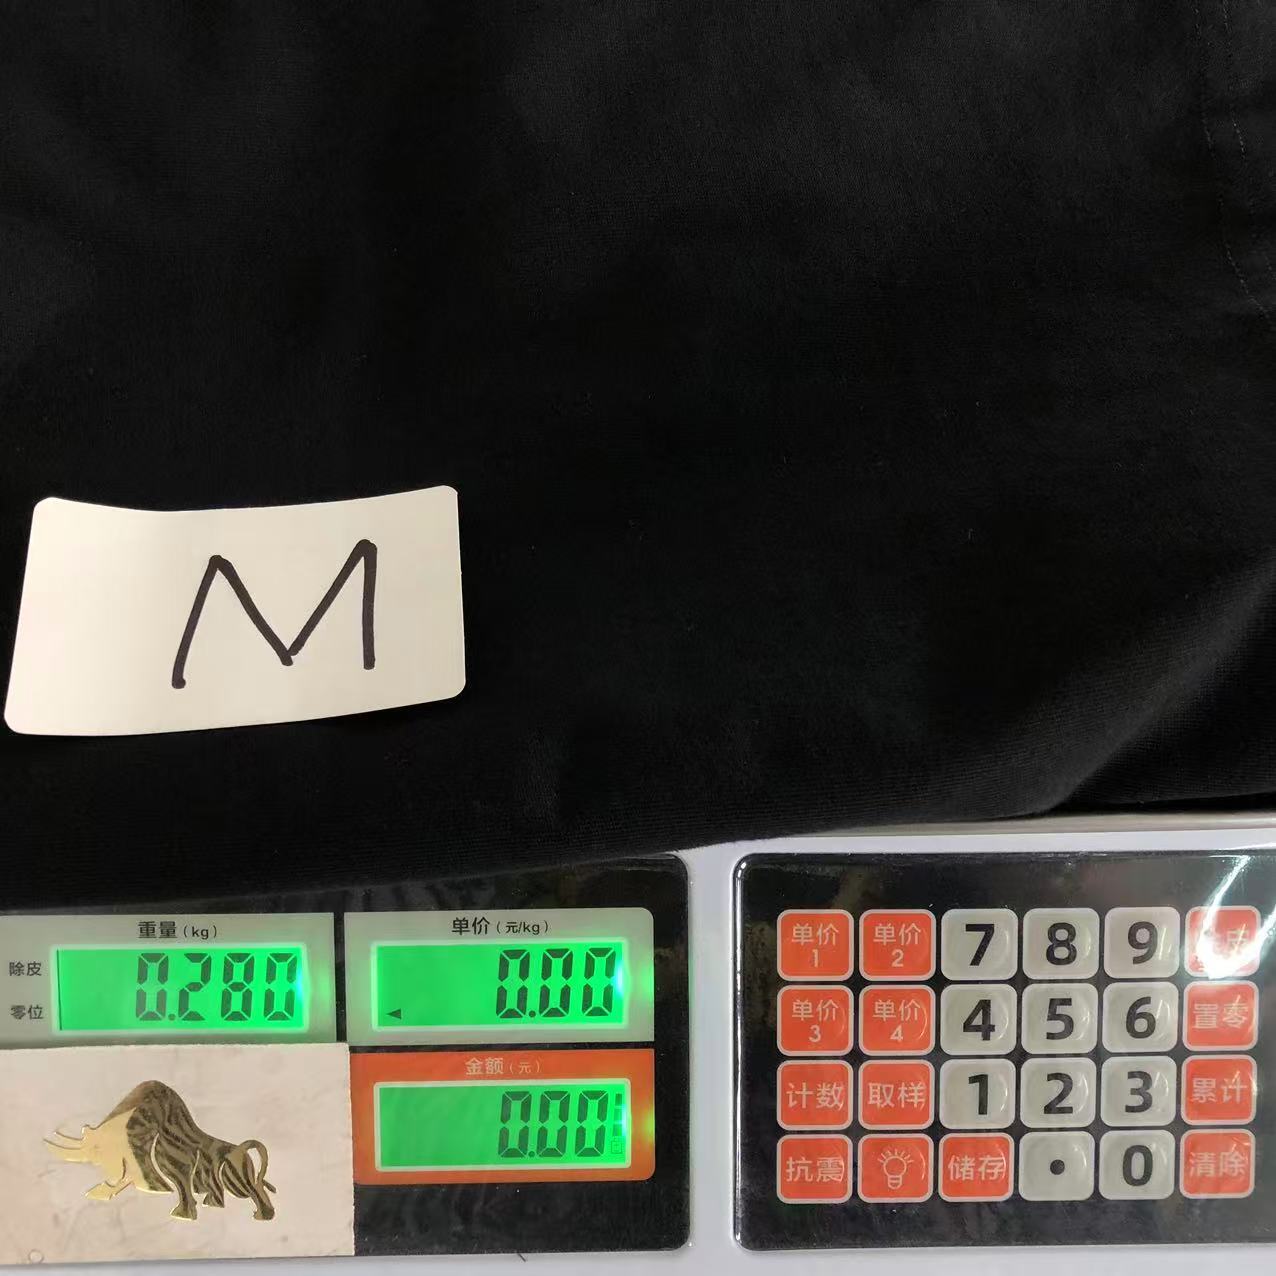 M
重量(kg)
除皮
零位
0.280
单价(元/kg)
0.00
金额(元)
0.00
单价 1 单价 2 7 8 9
单价 3 单价 4 4 5 6 置零
计数 取样 1 2 3 累计
抗震 储存 · 0 清除